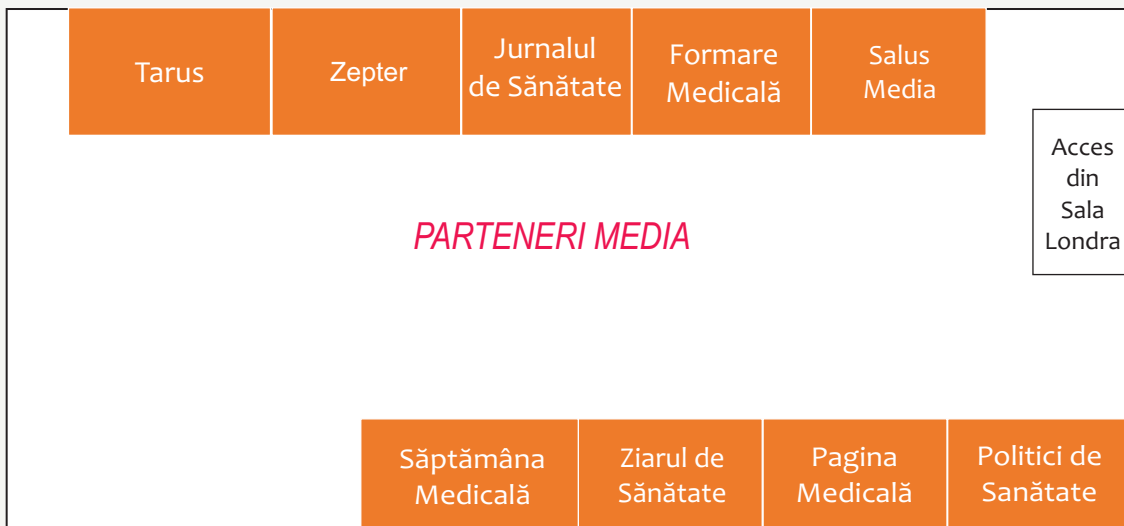 Tarus
Zepter
Jurnalul
de Sănătate
Formare
Medicală
Salus
Media
Acces
din
Sala
Londra
PARTENERI MEDIA
Săptămâna
Medicală
Ziarul de
Sănătate
Pagina
Medicală
Politici de
Sanătate